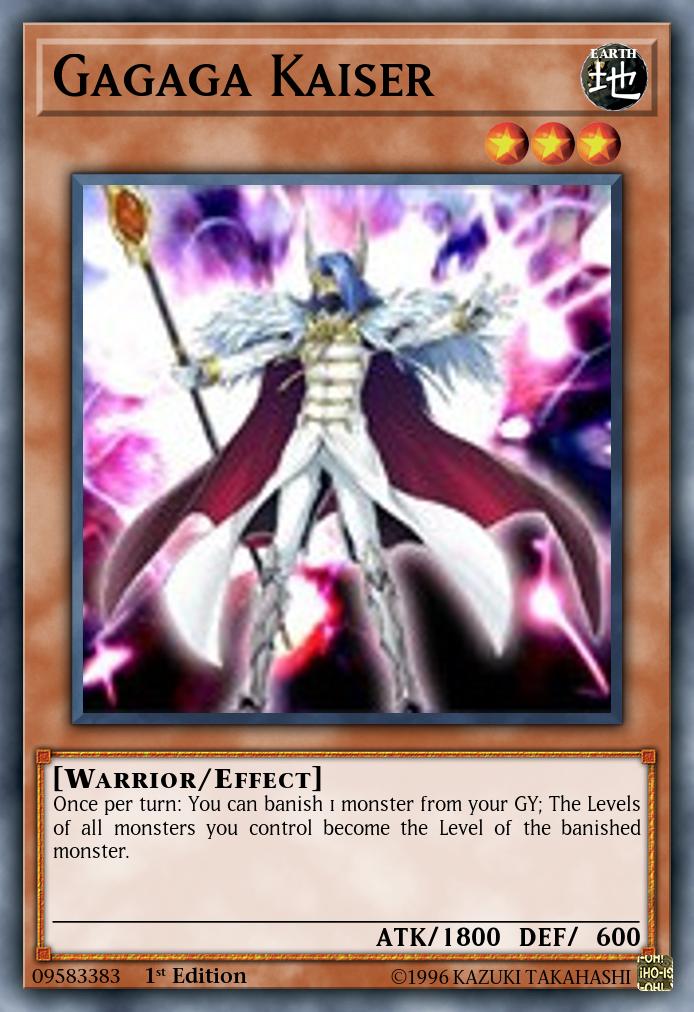 Gagaga Kaiser
EARTH
地
[Warrior/Effect]
Once per turn: You can banish 1 monster from your GY; The Levels
of all monsters you control become the Level of the banished
monster.
ATK/1800 DEF/ 600
09583383 1st Edition ©1996 KAZUKI TAKAHASHI